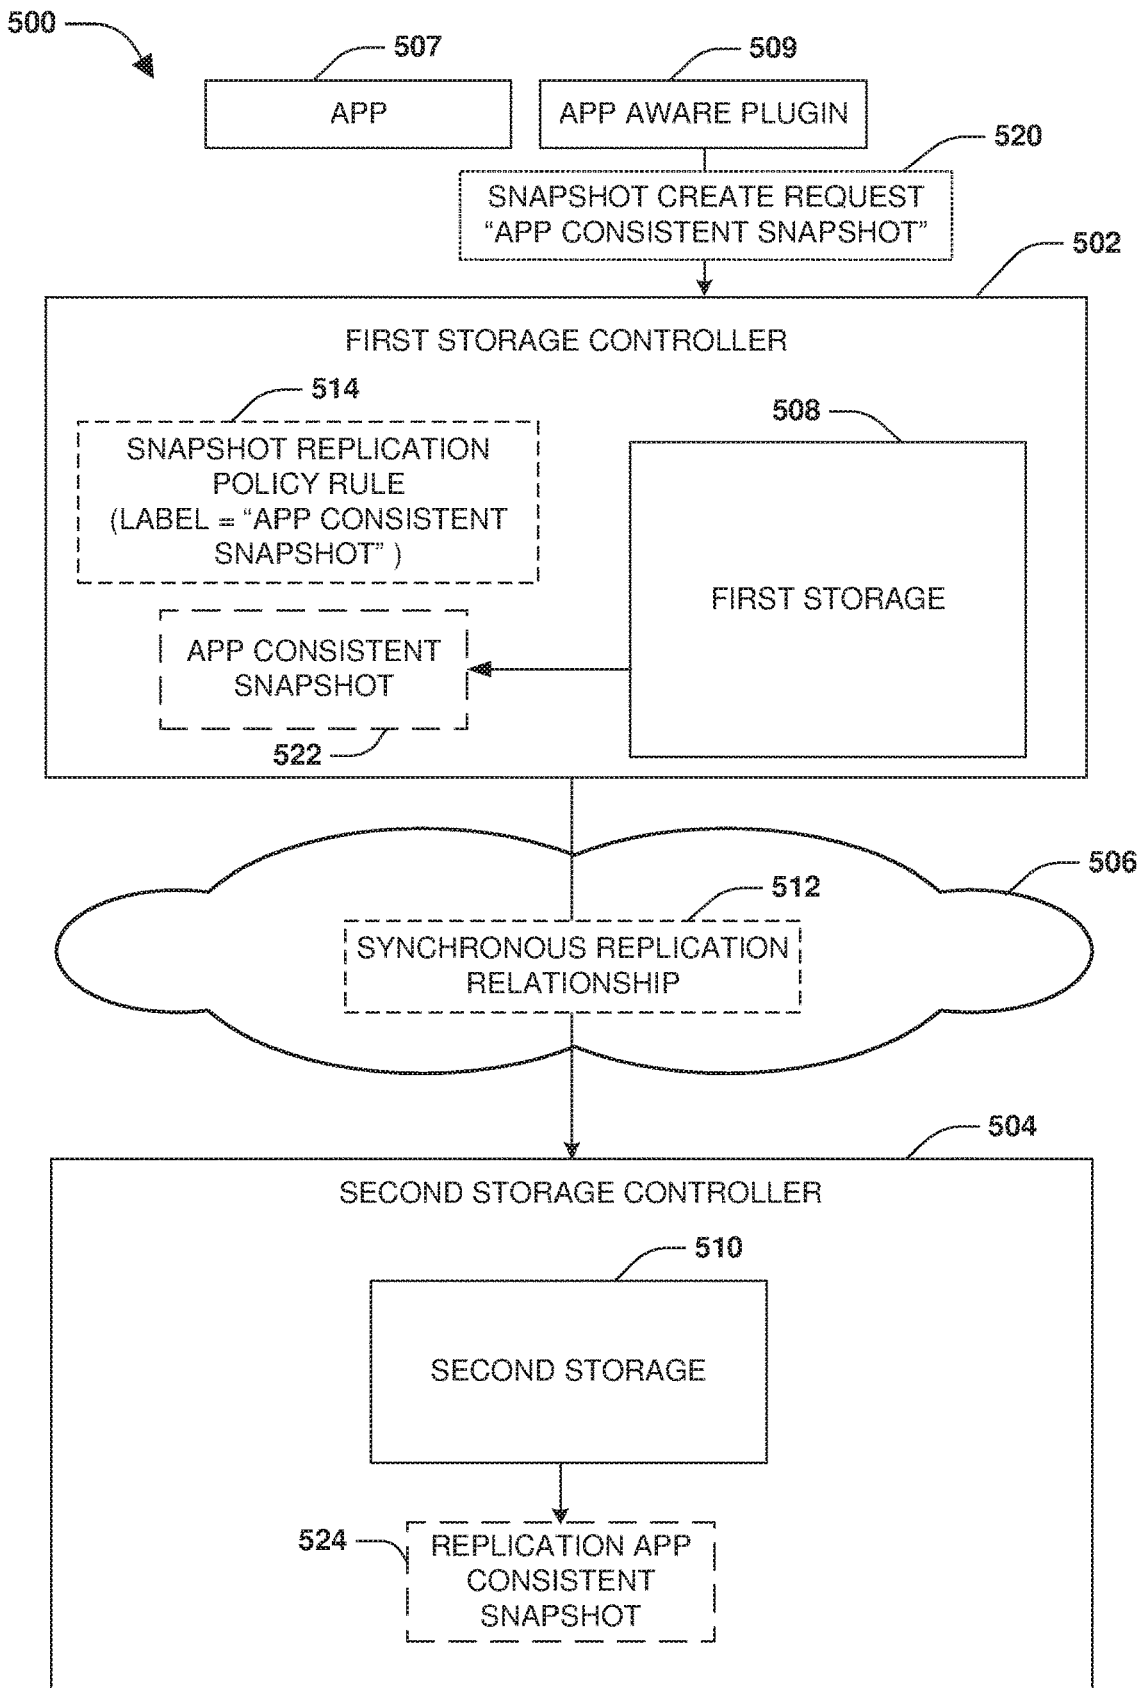 500
507
509
APP
APP AWARE PLUGIN
520
SNAPSHOT CREATE REQUEST
“APP CONSISTENT SNAPSHOT”
502
FIRST STORAGE CONTROLLER
514
508
SNAPSHOT REPLICATION
POLICY RULE
(LABEL = “APP CONSISTENT
SNAPSHOT” )
FIRST STORAGE
APP CONSISTENT
SNAPSHOT
522
506
512
SYNCHRONOUS REPLICATION
RELATIONSHIP
504
SECOND STORAGE CONTROLLER
510
SECOND STORAGE
524
REPLICATION APP
CONSISTENT
SNAPSHOT